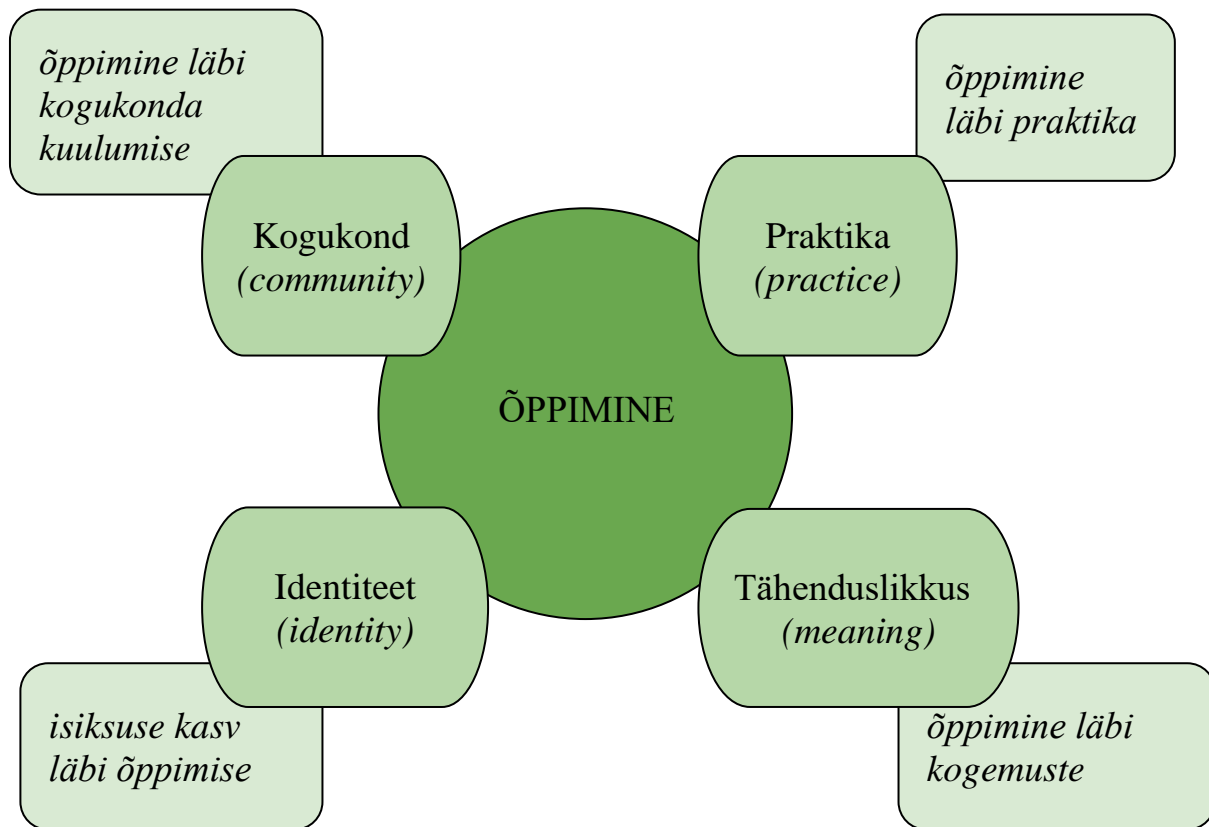 õppimine läbi
kogukonda
kuulumise
õppimine
läbi praktika
Kogukond
(community)
Praktika
(practice)
ÕPPIMINE
Identiteet
(identity)
Tähenduslikkus
(meaning)
isiksuse kasv
läbi õppimise
õppimine läbi
kogemuste